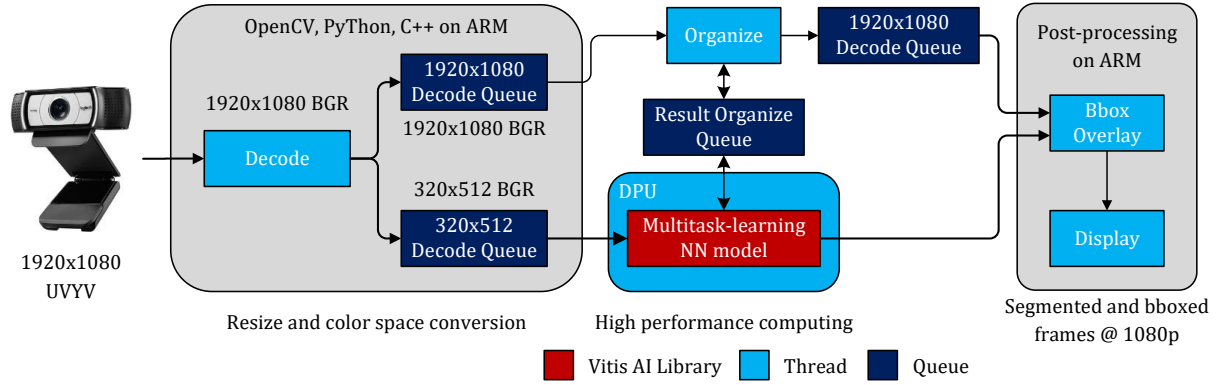 OpenCV, PyThon, C++ on ARM
1920x1080 BGR
Decode
1920x1080
Decode Queue
1920x1080 BGR
320x512 BGR
320x512
Decode Queue
1920x1080
UVYV
Resize and color space conversion
Organize
Result Organize
Queue
DPU
Multitask-learning
NN model
High performance computing
1920x1080
Decode Queue
Post-processing
on ARM
Bbox
Overlay
Display
Segmented and bboxed
frames @ 1080p
Vitis AI Library
Thread
Queue